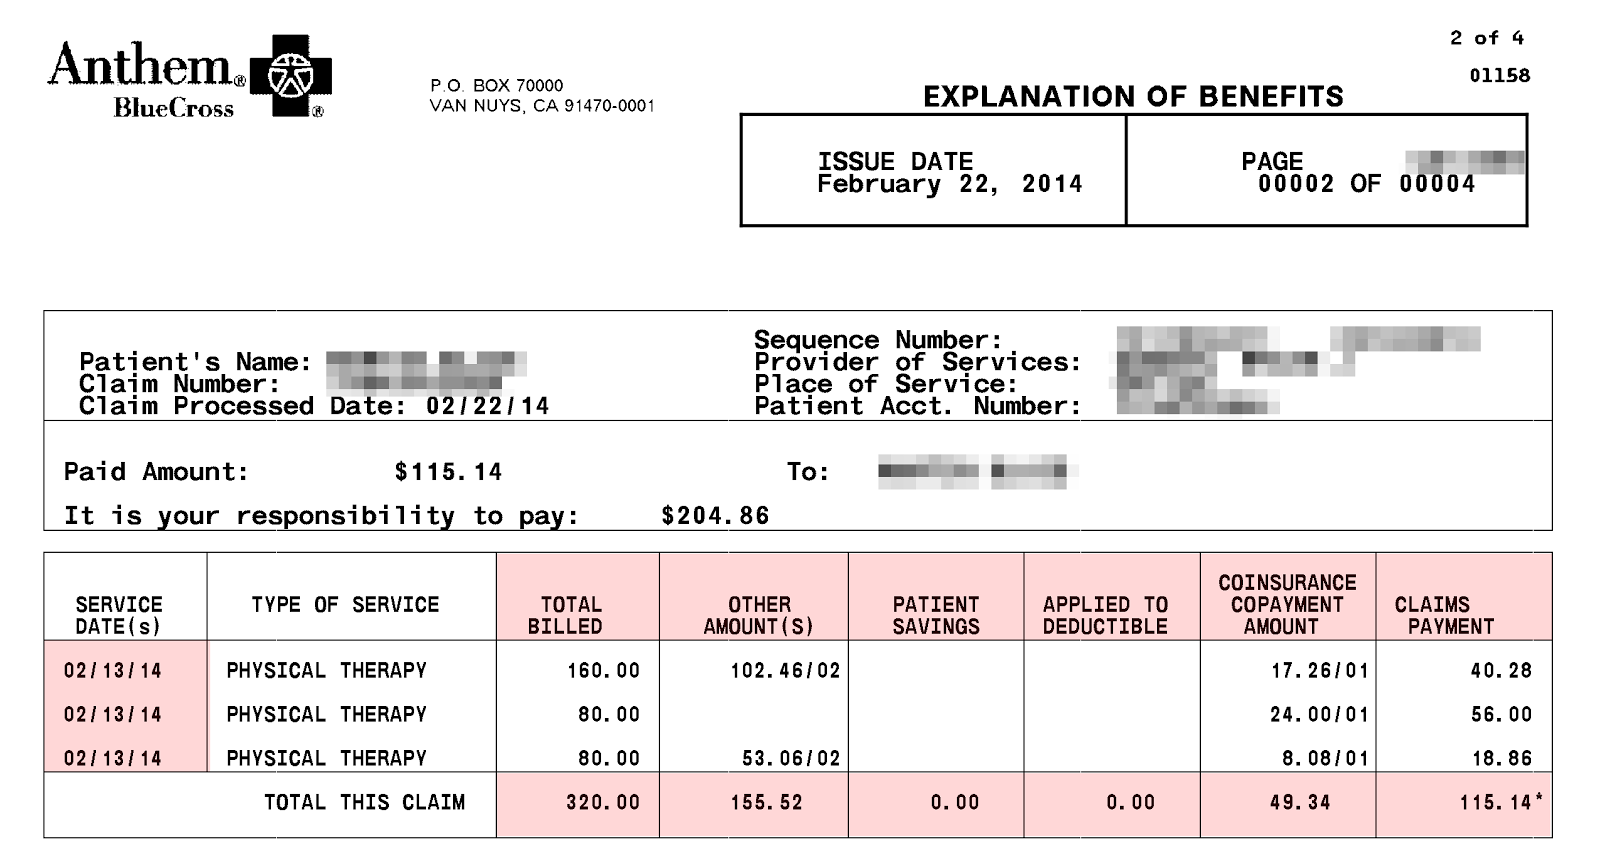 2 of 4
01158
Anthem®
BlueCross ®
P.O. BOX 70000
VAN NUYS, CA 91470-0001
EXPLANATION OF BENEFITS
ISSUE DATE
February 22, 2014
PAGE
00002 OF 00004
Patient's Name:
Claim Number:
Claim Processed Date: 02/22/14
Sequence Number:
Provider of Services:
Place of Service:
Patient Acct. Number:
Paid Amount: $115.14 To:
It is your responsibility to pay: $204.86
SERVICE DATE(s) TYPE OF SERVICE TOTAL BILLED OTHER AMOUNT(S) PATIENT SAVINGS APPLIED TO DEDUCTIBLE COINSURANCE COPAYMENT AMOUNT CLAIMS PAYMENT
02/13/14 PHYSICAL THERAPY 160.00 102.46/02 17.26/01 40.28
02/13/14 PHYSICAL THERAPY 80.00 24.00/01 56.00
02/13/14 PHYSICAL THERAPY 80.00 53.06/02 8.08/01 18.86
TOTAL THIS CLAIM 320.00 155.52 0.00 0.00 49.34 115.14*